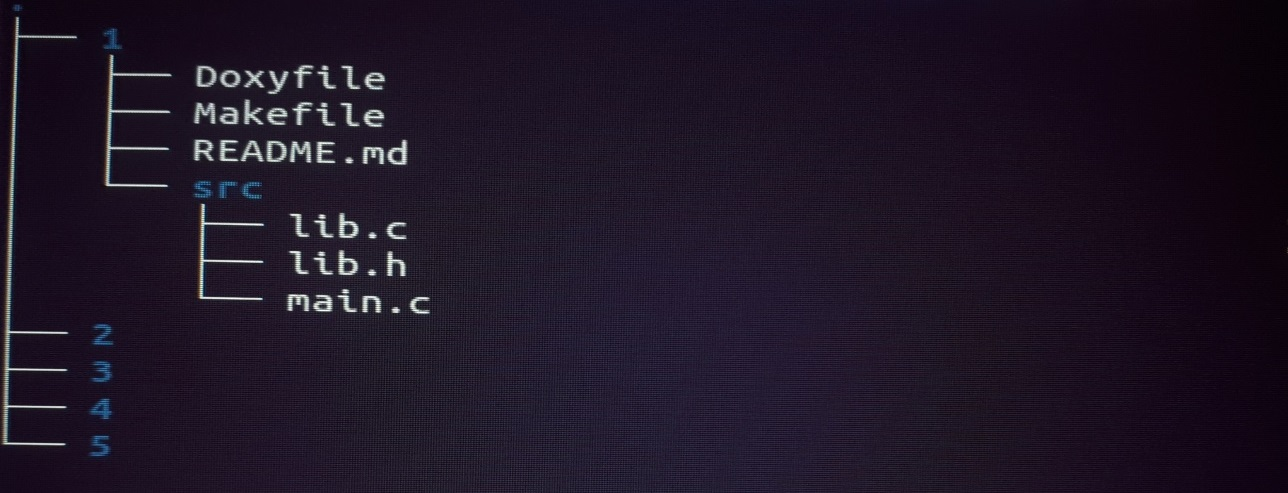 .
├── 1
│   ├── Doxyfile
│   ├── Makefile
│   ├── README.md
│   └── src
│       ├── lib.c
│       ├── lib.h
│       └── main.c
├── 2
├── 3
├── 4
└── 5